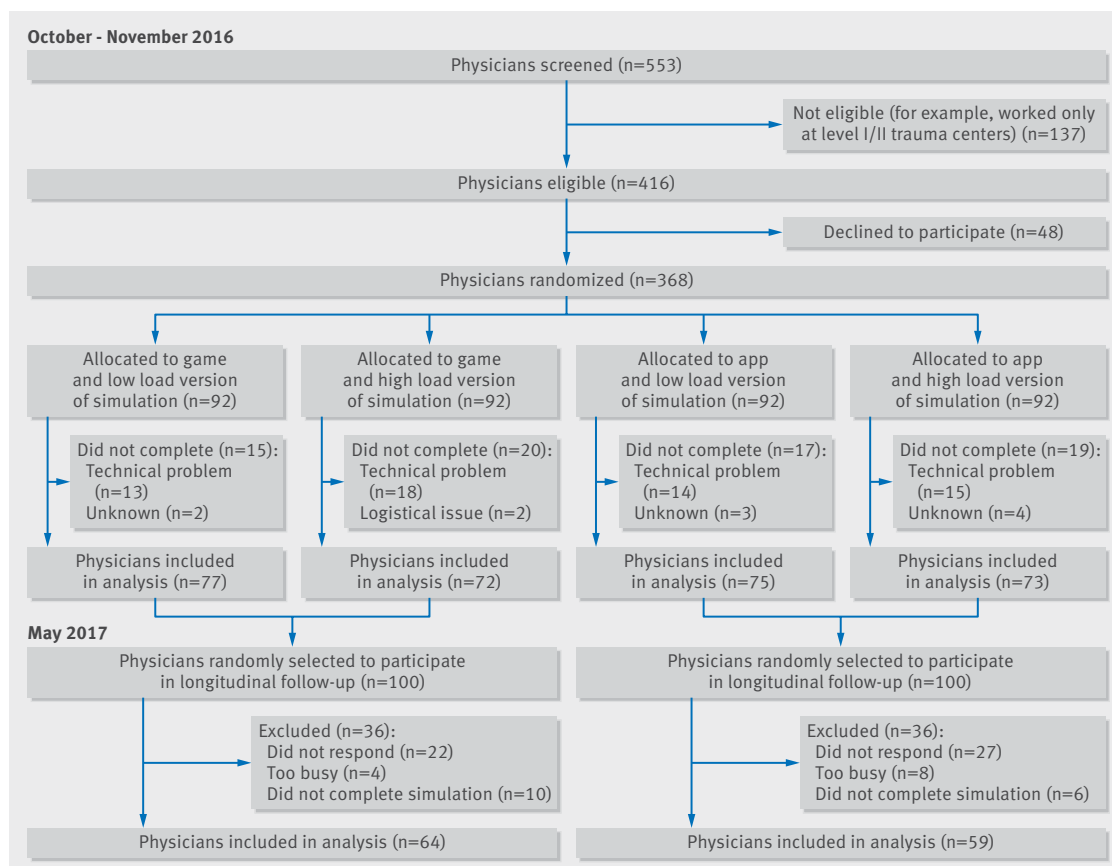 October - November 2016
Physicians screened (n=553)
Not eligible (for example, worked only
at level I/II trauma centers) (n=137)
Physicians eligible (n=416)
Declined to participate (n=48)
Physicians randomized (n=368)
Allocated to game
and low load version
of simulation (n=92)
Allocated to game
and high load version
of simulation (n=92)
Allocated to app
and low load version
of simulation (n=92)
Allocated to app
and high load version
of simulation (n=92)
Did not complete (n=15):
Technical problem
(n=13)
Unknown (n=2)
Did not complete (n=20):
Technical problem
(n=18)
Logistical issue (n=2)
Did not complete (n=17):
Technical problem
(n=14)
Unknown (n=3)
Did not complete (n=19):
Technical problem
(n=15)
Unknown (n=4)
Physicians included
in analysis (n=77)
Physicians included
in analysis (n=72)
Physicians included
in analysis (n=75)
Physicians included
in analysis (n=73)
May 2017
Physicians randomly selected to participate
in longitudinal follow-up (n=100)
Physicians randomly selected to participate
in longitudinal follow-up (n=100)
Excluded (n=36):
Did not respond (n=22)
Too busy (n=4)
Did not complete simulation (n=10)
Excluded (n=36):
Did not respond (n=27)
Too busy (n=8)
Did not complete simulation (n=6)
Physicians included in analysis (n=64)
Physicians included in analysis (n=59)